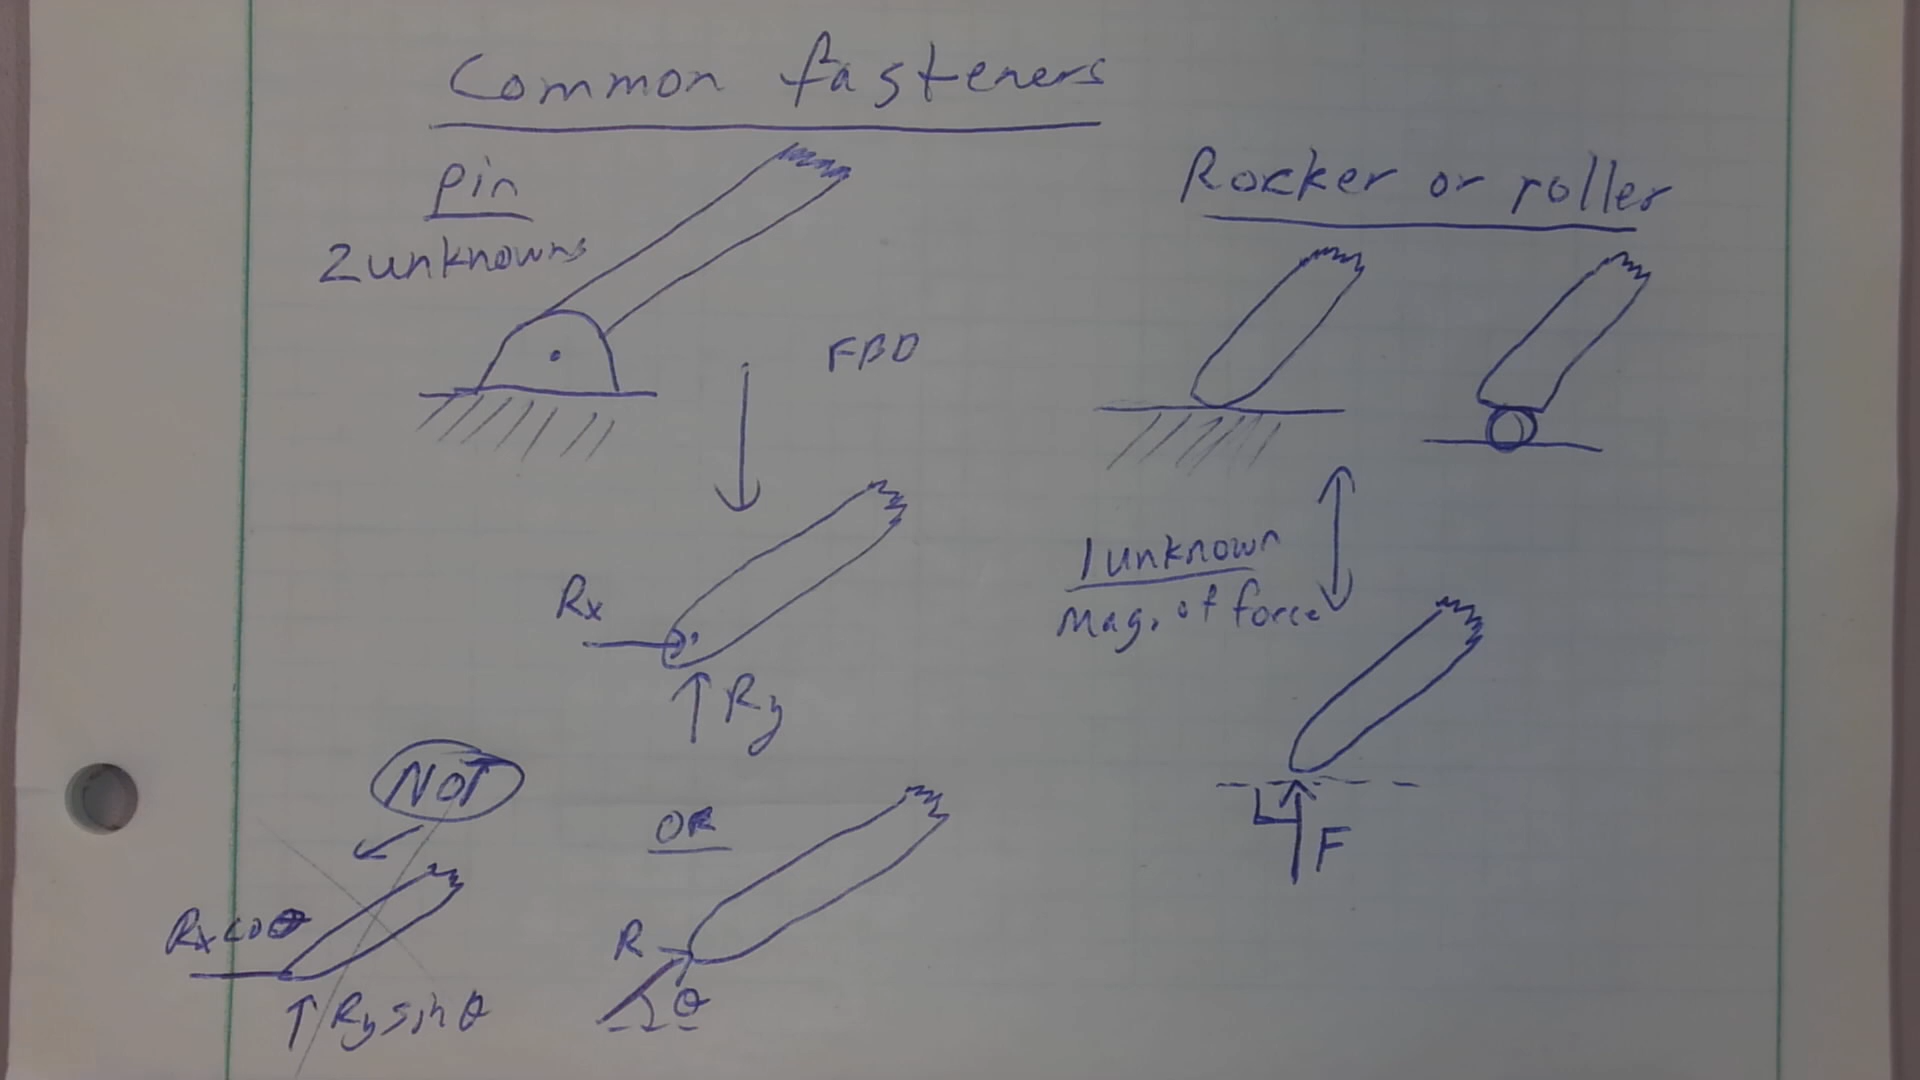 Common fasteners
pin
2 unknowns
FBD
Rx
Ry
NOT
Rx cos θ
Ry sin θ
OR
R
θ
Rocker or roller
1 unknown
Mag. of force
F